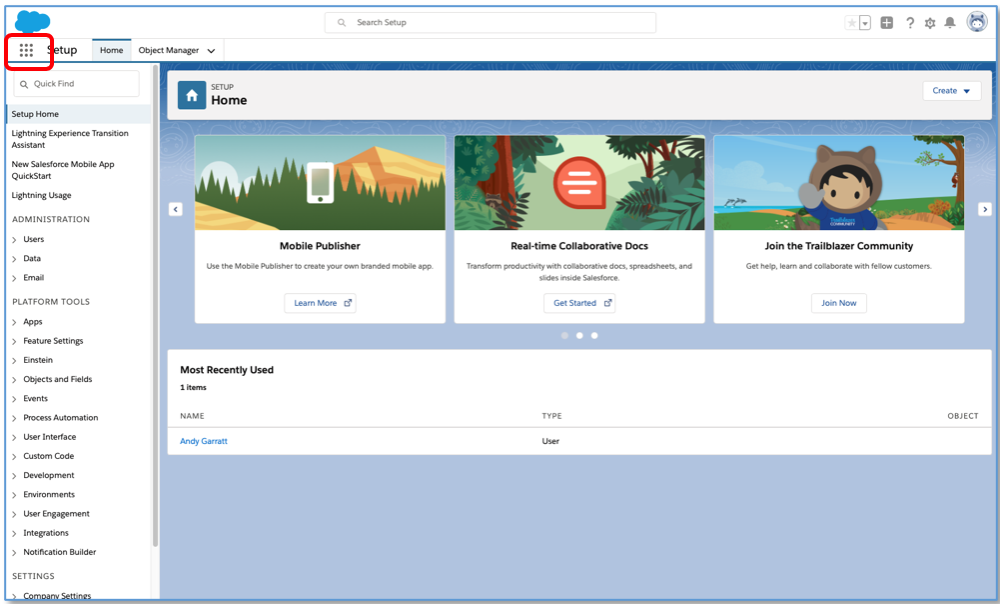 Search Setup
Setup
Home
Object Manager
Quick Find
Setup Home
Lightning Experience Transition
Assistant
New Salesforce Mobile App
QuickStart
Lightning Usage
ADMINISTRATION
Users
Data
Email
PLATFORM TOOLS
Apps
Feature Settings
Einstein
Objects and Fields
Events
Process Automation
User Interface
Custom Code
Development
Environments
User Engagement
Integrations
Notification Builder
SETTINGS
Company Settings
SETUP
Home
Create
Mobile Publisher
Use the Mobile Publisher to create your own branded mobile app.
Learn More
Real-time Collaborative Docs
Transform productivity with collaborative docs, spreadsheets, and
slides inside Salesforce.
Get Started
Trailblazer
COMMUNITY
Join the Trailblazer Community
Get help, learn and collaborate with fellow customers.
Join Now
Most Recently Used
1 items
NAME TYPE OBJECT
Andy Garratt User